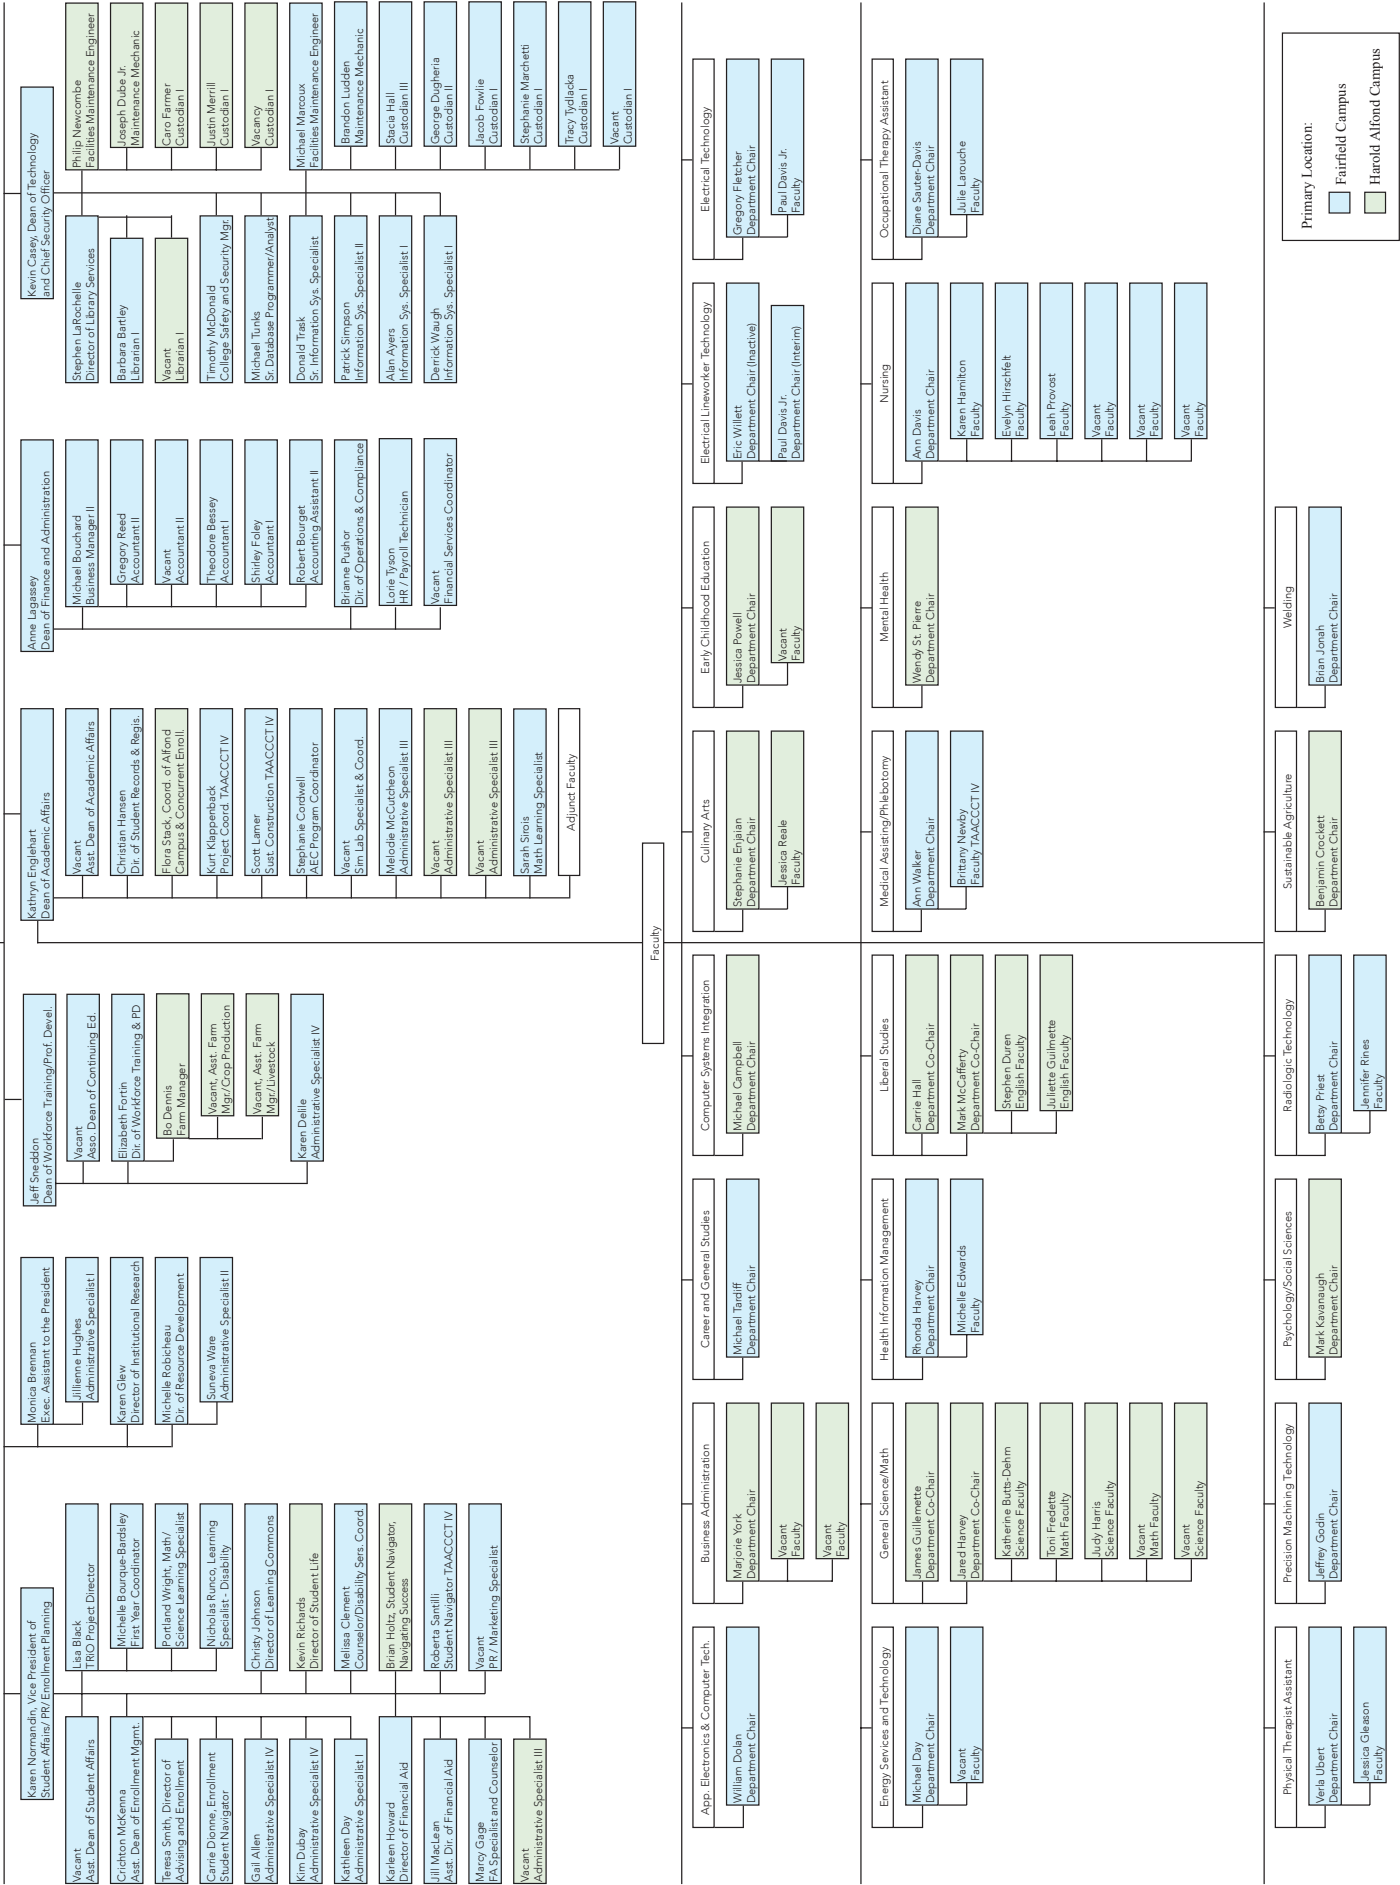 Karen Normandin, Vice President of
Student Affairs/ PR/ Enrollment Planning
Vacant
Asst. Dean of Student Affairs
Crichton McKenna
Asst. Dean of Enrollment Mgmt.
Teresa Smith, Director of
Advising and Enrollment
Carrie Dionne, Enrollment
Student Navigator
Gail Allen
Administrative Specialist IV
Kim Dubay
Administrative Specialist IV
Kathleen Day
Administrative Specialist I
Karleen Howard
Director of Financial Aid
Jill MacLean
Asst. Dir. of Financial Aid
Marcy Gage
FA Specialist and Counselor
Vacant
Administrative Specialist III
Lisa Black
TRiO Project Director
Michelle Bourque-Bardsley
First Year Coordinator
Portland Wright, Math/
Science Learning Specialist
Nicholas Runco, Learning
Specialist - Disability
Christy Johnson
Director of Learning Commons
Kevin Richards
Director of Student Life
Melissa Clement
Counselor/Disability Sers. Coord.
Brian Holtz, Student Navigator,
Navigating Success
Roberta Santilli
Student Navigator TAACCCT IV
Vacant
PR / Marketing Specialist
Monica Brennan
Exec. Assistant to the President
Jillienne Hughes
Administrative Specialist I
Karen Glew
Director of Institutional Research
Michelle Robicheau
Dir. of Resource Development
Suneva Ware
Administrative Specialist II
Jeff Sneddon
Dean of Workforce Training/Prof. Devel.
Vacant
Asso. Dean of Continuing Ed.
Elizabeth Fortin
Dir. of Workforce Training & PD
Bo Dennis
Farm Manager
Vacant, Asst. Farm
Mgr./Crop Production
Vacant, Asst. Farm
Mgr./Livestock
Karen Delile
Administrative Specialist IV
Kathryn Englehart
Dean of Academic Affairs
Vacant
Asst. Dean of Academic Affairs
Christian Hansen
Dir. of Student Records & Regis.
Flora Stack, Coord. of Alfond
Campus & Concurrent Enroll.
Kurt Klappenback
Project Coord. TAACCCT IV
Scott Lamer
Sust. Construction TAACCCT IV
Stephanie Cordwell
AEC Program Coordinator
Vacant
Sim Lab Specialist & Coord.
Melodie McCutcheon
Administrative Specialist III
Vacant
Administrative Specialist III
Vacant
Administrative Specialist III
Sarah Sirois
Math Learning Specialist
Adjunct Faculty
Anne Lagassey
Dean of Finance and Administration
Michael Bouchard
Business Manager II
Gregory Reed
Accountant II
Vacant
Accountant II
Theodore Bessey
Accountant I
Shirley Foley
Accountant I
Robert Bourget
Accounting Assistant II
Brianne Pushor
Dir. of Operations & Compliance
Lorie Tyson
HR / Payroll Technician
Vacant
Financial Services Coordinator
Kevin Casey, Dean of Technology
and Chief Security Officer
Stephen LaRochelle
Director of Library Services
Barbara Bartley
Librarian I
Vacant
Librarian I
Timothy McDonald
College Safety and Security Mgr.
Michael Tunks
Sr. Database Programmer/Analyst
Donald Trask
Sr. Information Sys. Specialist
Patrick Simpson
Information Sys. Specialist II
Alan Ayers
Information Sys. Specialist I
Derrick Waugh
Information Sys. Specialist I
Philip Newcombe
Facilities Maintenance Engineer
Joseph Dube Jr.
Maintenance Mechanic
Caro Farmer
Custodian I
Justin Merrill
Custodian I
Vacancy
Custodian I
Michael Marcoux
Facilities Maintenance Engineer
Brandon Ludden
Maintenance Mechanic
Stacia Hall
Custodian III
George Dugheria
Custodian II
Jacob Fowlie
Custodian I
Stephanie Marchetti
Custodian I
Tracy Tydlacka
Custodian I
Vacant
Custodian I
Faculty
App. Electronics & Computer Tech.
William Dolan
Department Chair
Business Administration
Marjorie York
Department Chair
Vacant
Faculty
Vacant
Faculty
Career and General Studies
Michael Tardiff
Department Chair
Computer Systems Integration
Michael Campbell
Department Chair
Culinary Arts
Stephanie Enjaian
Department Chair
Jessica Reale
Faculty
Early Childhood Education
Jessica Powell
Department Chair
Vacant
Faculty
Electrical Lineworker Technology
Eric Willett
Department Chair (Inactive)
Paul Davis Jr.
Department Chair (Interim)
Electrical Technology
Gregory Fletcher
Department Chair
Paul Davis Jr.
Faculty
Energy Services and Technology
Michael Day
Department Chair
Vacant
Faculty
General Science/Math
James Guillemette
Department Co-Chair
Jared Harvey
Department Co-Chair
Katherine Butts-Dehm
Science Faculty
Toni Fredette
Math Faculty
Judy Harris
Science Faculty
Vacant
Math Faculty
Vacant
Science Faculty
Health Information Management
Rhonda Harvey
Department Chair
Michelle Edwards
Faculty
Liberal Studies
Carrie Hall
Department Co-Chair
Mark McCafferty
Department Co-Chair
Stephen Duren
English Faculty
Juliette Guilmette
English Faculty
Medical Assisting/Phlebotomy
Ann Walker
Department Chair
Brittany Newby
Faculty TAACCCT IV
Mental Health
Wendy St. Pierre
Department Chair
Nursing
Ann Davis
Department Chair
Karen Hamilton
Faculty
Evelyn Hirschfelt
Faculty
Leah Provost
Faculty
Vacant
Faculty
Vacant
Faculty
Vacant
Faculty
Occupational Therapy Assistant
Diane Sauter-Davis
Department Chair
Julie Larouche
Faculty
Physical Therapist Assistant
Verla Ubert
Department Chair
Jessica Gleason
Faculty
Precision Machining Technology
Jeffrey Godin
Department Chair
Psychology/Social Sciences
Mark Kavanaugh
Department Chair
Radiologic Technology
Betsy Priest
Department Chair
Jennifer Rines
Faculty
Sustainable Agriculture
Benjamin Crockett
Department Chair
Welding
Brian Jonah
Department Chair
Primary Location:
Fairfield Campus
Harold Alfond Campus